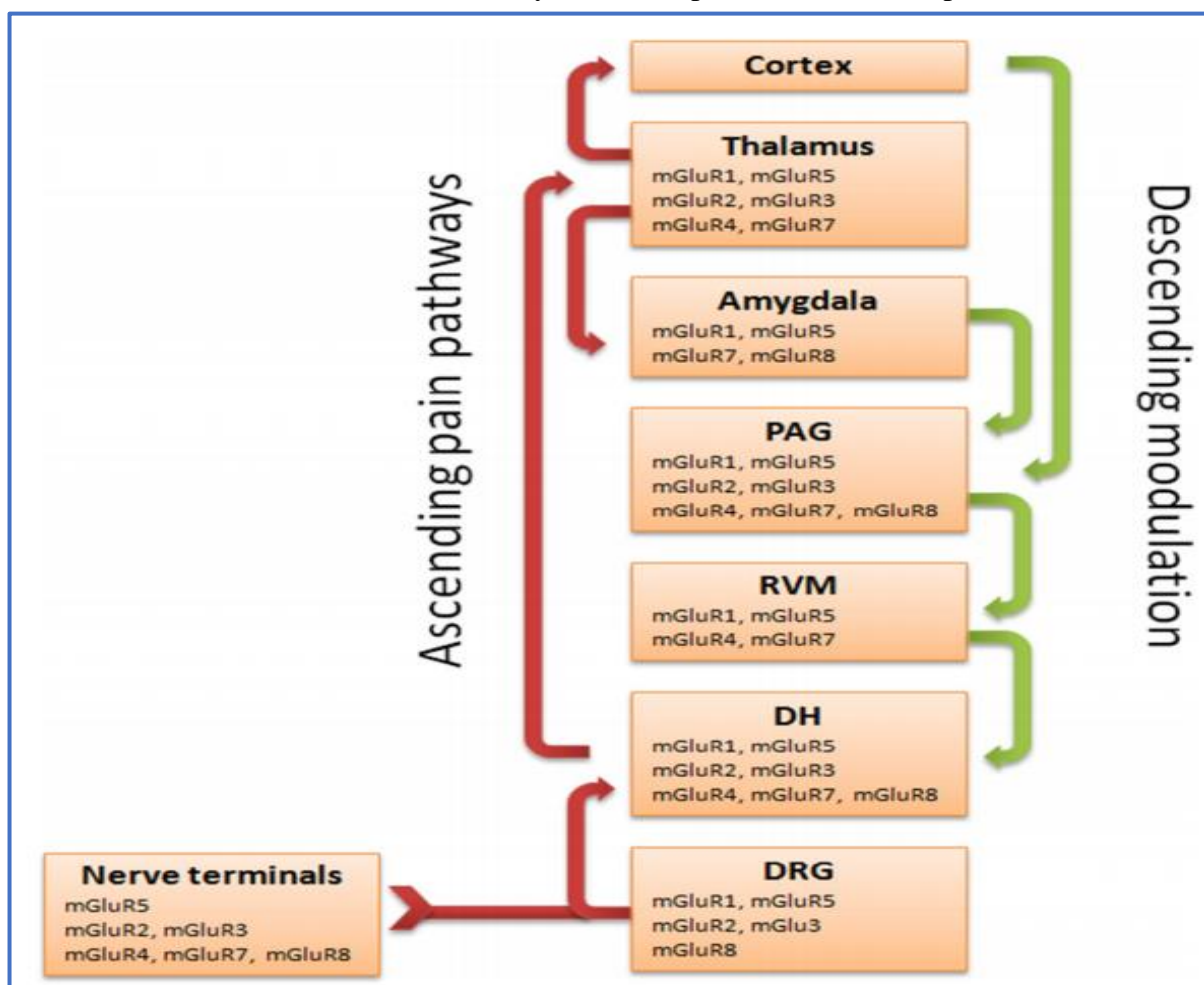 Cortex
Thalamus
mGluR1, mGluR5
mGluR2, mGluR3
mGluR4, mGluR7
Amygdala
mGluR1, mGluR5
mGluR7, mGluR8
PAG
mGluR1, mGluR5
mGluR2, mGluR3
mGluR4, mGluR7, mGluR8
RVM
mGluR1, mGluR5
mGluR4, mGluR7
DH
mGluR1, mGluR5
mGluR2, mGluR3
mGluR4, mGluR7, mGluR8
DRG
mGluR1, mGluR5
mGluR2, mGlu3
mGluR8
Nerve terminals
mGluR5
mGluR2, mGluR3
mGluR4, mGluR7, mGluR8
Ascending pain pathways
Descending modulation